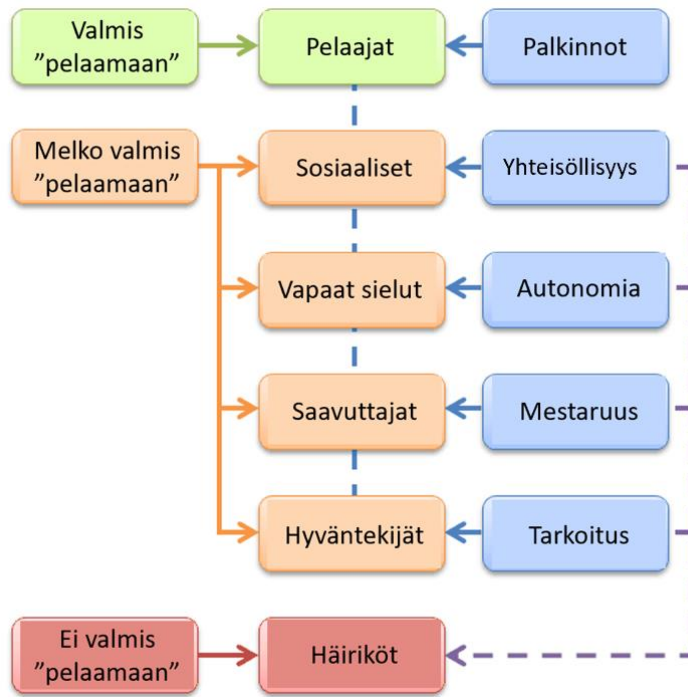 Valmis
”pelaamaan”
Pelaajat
Palkinnot
Melko valmis
”pelaamaan”
Sosiaaliset
Yhteisöllisyys
Vapaat sielut
Autonomia
Saavuttajat
Mestaruus
Hyväntekijät
Tarkoitus
Ei valmis
”pelaamaan”
Häiriköt